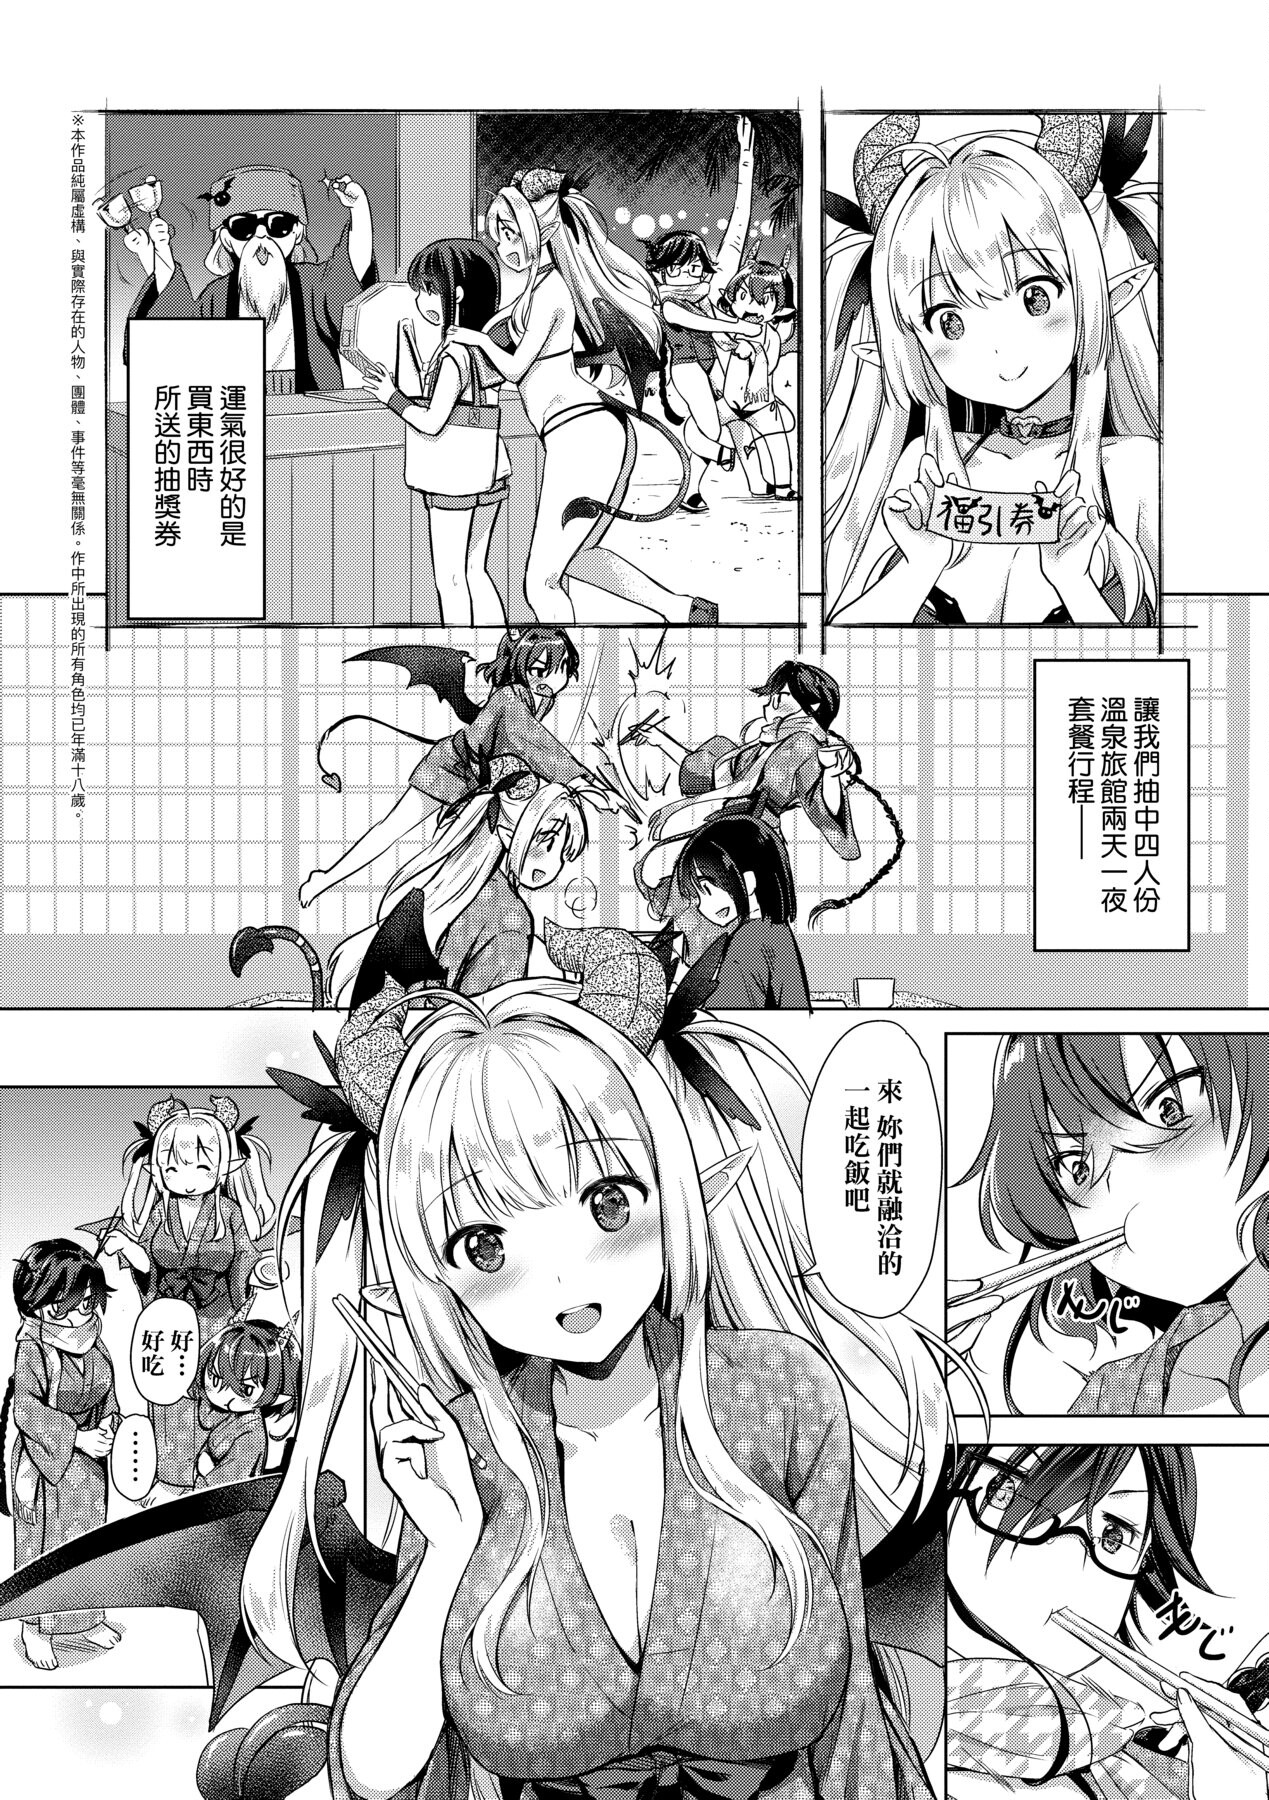 福引券
運氣很好的是
買東西時
所送的抽獎券
※本作品純屬虛構、與實際存在的人物、團體、事件等毫無關係。作中所出現的所有角色均已年滿十八歲。
讓我們抽中四人份
溫泉旅館兩天一夜
套餐行程──
來 妳們就融洽的
一起吃飯吧
もぐ
もぐ
好…
好吃
……